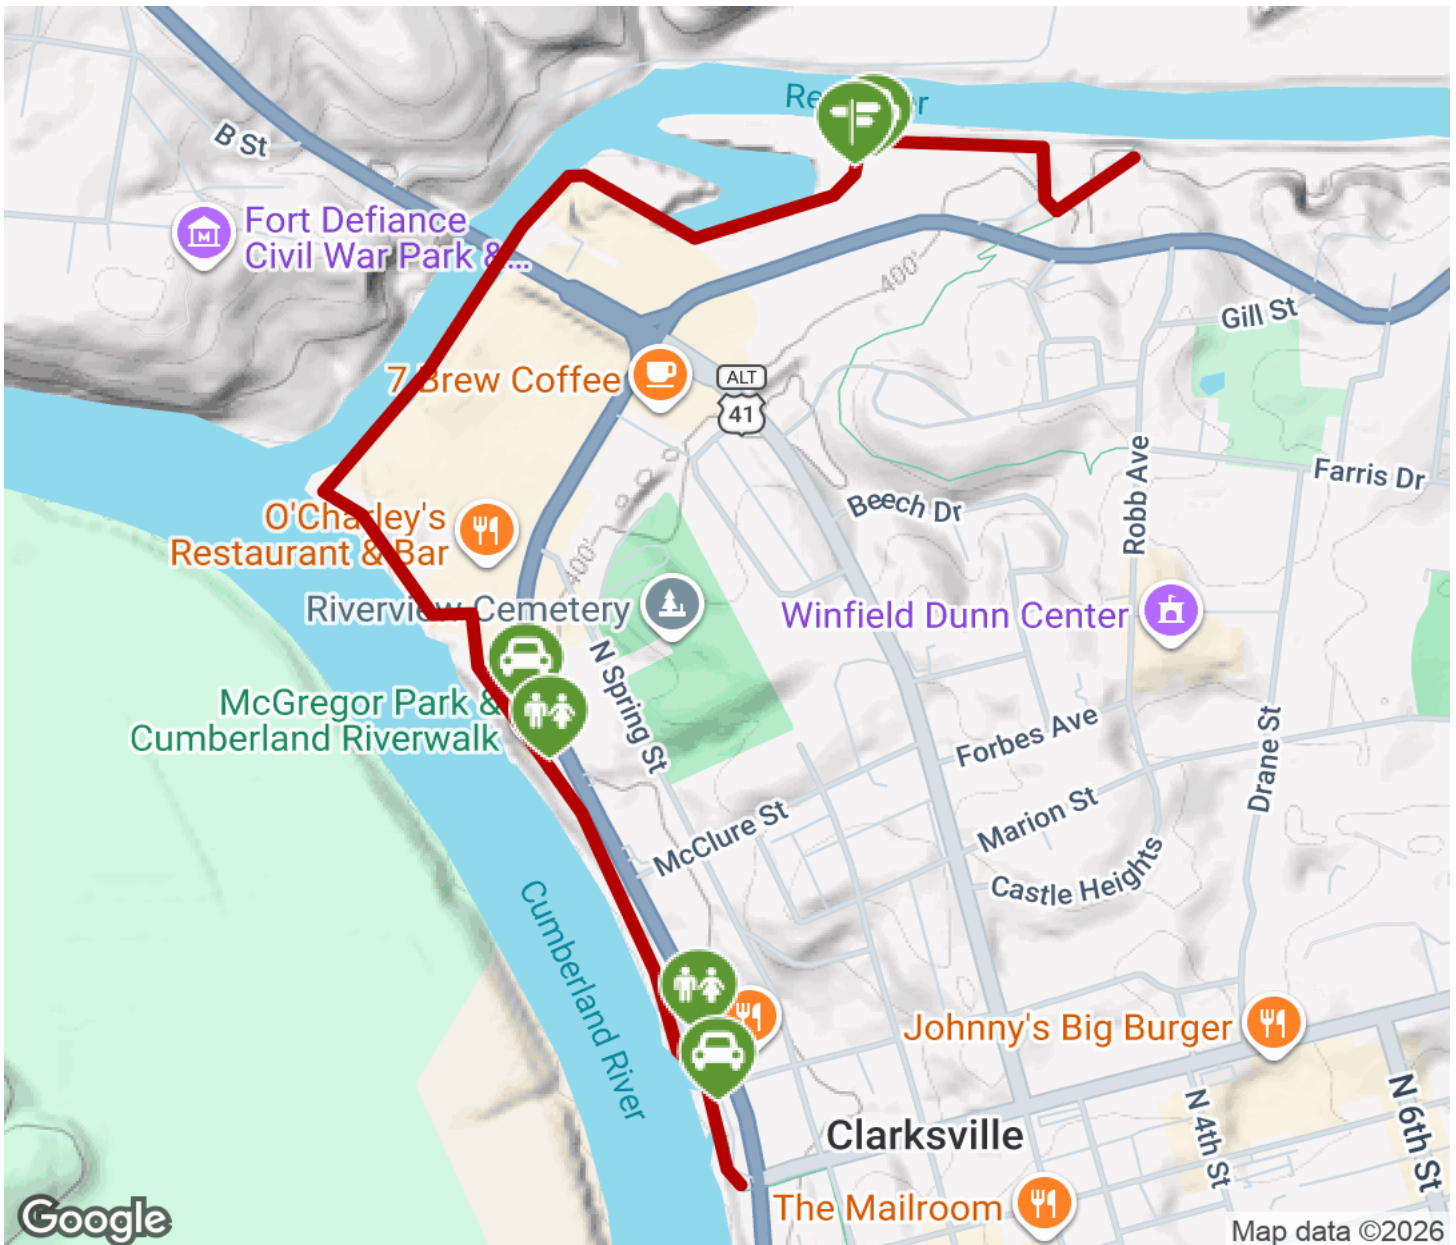 B St
Re
r
Fort Defiance
Civil War Park &...
400'
Gill St
7 Brew Coffee
ALT
41
Farris Dr
Robb Ave
Beech Dr
O'Charley's
Restaurant & Bar
400'
Riverview Cemetery
Winfield Dunn Center
N Spring St
McGregor Park &
Cumberland Riverwalk
Forbes Ave
Drane St
Marion St
McClure St
Castle Heights
Cumberland River
Johnny's Big Burger
N 4th St
N 6th St
Clarksville
The Mailroom
Google
Map data ©2026